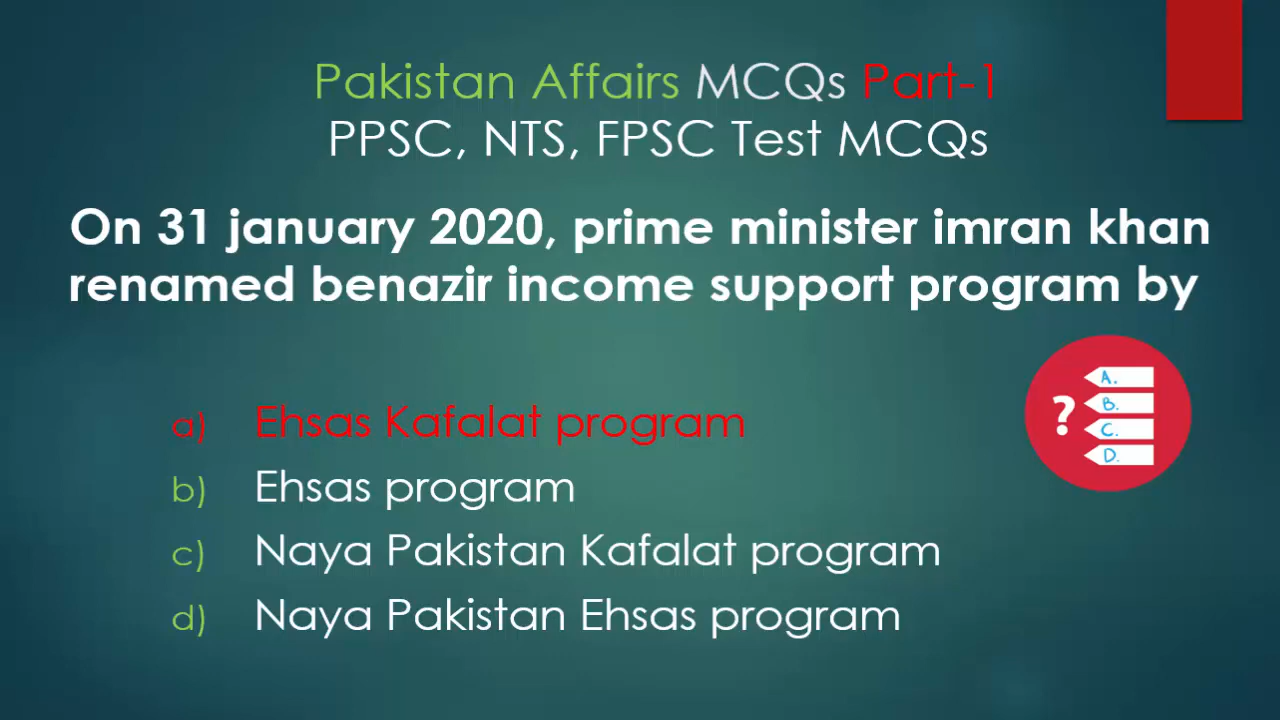 Pakistan Affairs MCQs Part-1
PPSC, NTS, FPSC Test MCQs
On 31 january 2020, prime minister imran khan
renamed benazir income support program by
a) Ehsas Kafalat program
b) Ehsas program
c) Naya Pakistan Kafalat program
d) Naya Pakistan Ehsas program
?
A.
B.
C.
D.